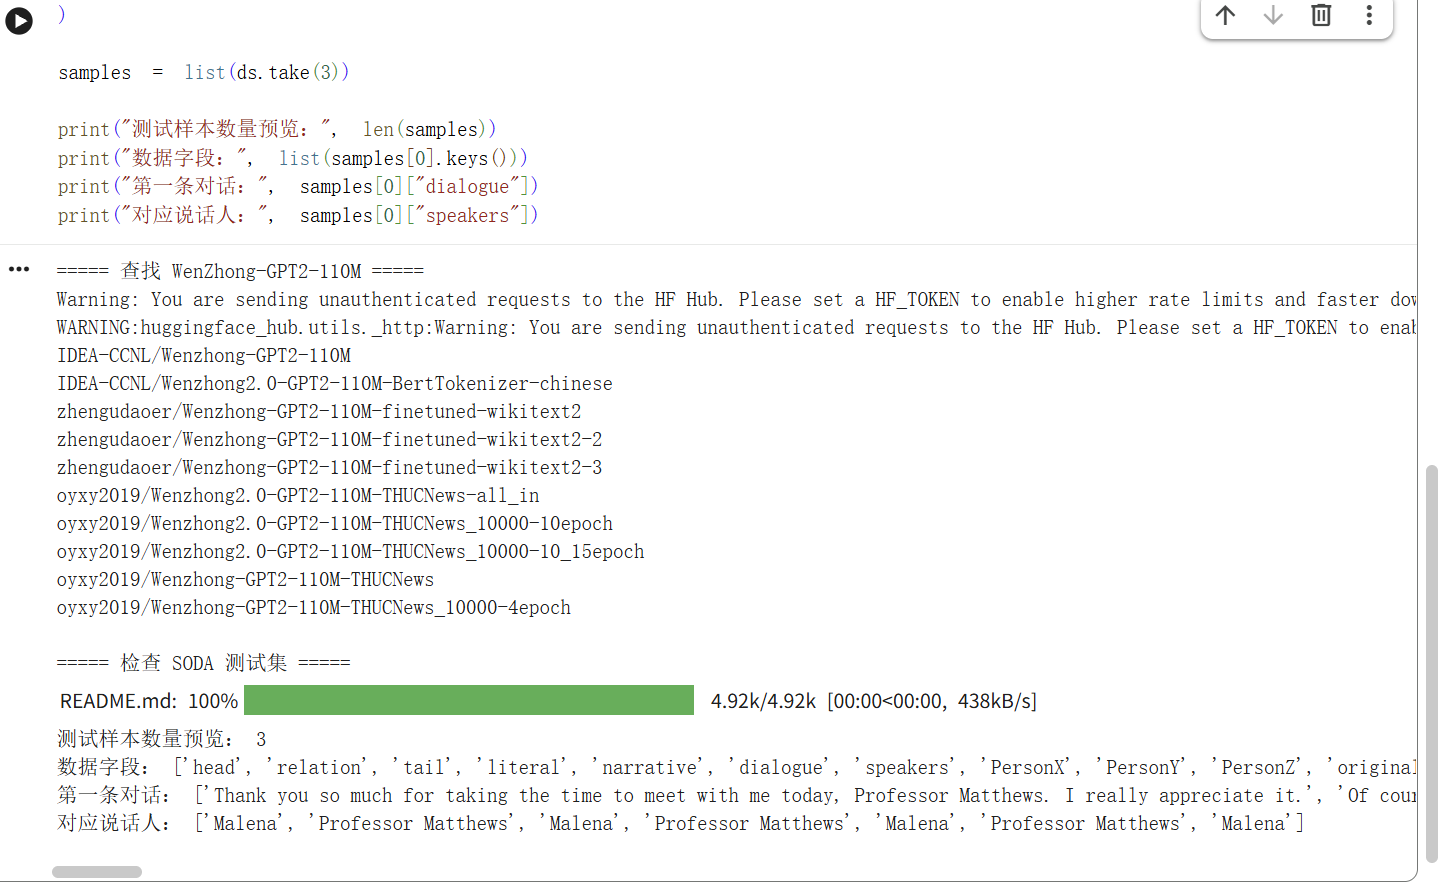 )
samples = list(ds.take(3))
print("测试样本数量预览：", len(samples))
print("数据字段：", list(samples[0].keys()))
print("第一条对话：", samples[0]["dialogue"])
print("对应说话人：", samples[0]["speakers"])
===== 查找 WenZhong-GPT2-110M =====
Warning: You are sending unauthenticated requests to the HF Hub. Please set a HF_TOKEN to enable higher rate limits and faster dow
WARNING:huggingface_hub.utils._http:Warning: You are sending unauthenticated requests to the HF Hub. Please set a HF_TOKEN to enab
IDEA-CCNL/Wenzhong-GPT2-110M
IDEA-CCNL/Wenzhong2.0-GPT2-110M-BertTokenizer-chinese
zhengudaoer/Wenzhong-GPT2-110M-finetuned-wikitext2
zhengudaoer/Wenzhong-GPT2-110M-finetuned-wikitext2-2
zhengudaoer/Wenzhong-GPT2-110M-finetuned-wikitext2-3
oyxy2019/Wenzhong2.0-GPT2-110M-THUCNews-all_in
oyxy2019/Wenzhong2.0-GPT2-110M-THUCNews_10000-10epoch
oyxy2019/Wenzhong2.0-GPT2-110M-THUCNews_10000-10_15epoch
oyxy2019/Wenzhong-GPT2-110M-THUCNews
oyxy2019/Wenzhong-GPT2-110M-THUCNews_10000-4epoch
===== 检查 SODA 测试集 =====
README.md: 100% 4.92k/4.92k [00:00<00:00, 438kB/s]
测试样本数量预览： 3
数据字段： ['head', 'relation', 'tail', 'literal', 'narrative', 'dialogue', 'speakers', 'PersonX', 'PersonY', 'PersonZ', 'original
第一条对话： ['Thank you so much for taking the time to meet with me today, Professor Matthews. I really appreciate it.', 'Of cour
对应说话人： ['Malena', 'Professor Matthews', 'Malena', 'Professor Matthews', 'Malena', 'Professor Matthews', 'Malena']